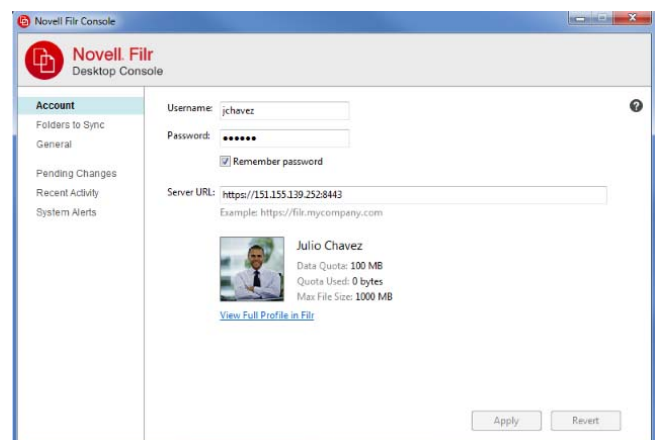 Novell Filr Console
Novell. Filr
Desktop Console
Account
Folders to Sync
General
Pending Changes
Recent Activity
System Alerts
Username: jchavez
Password: ••••••
Remember password
Server URL: https://151.155.139.252:8443
Example: https://filr.mycompany.com
Julio Chavez
Data Quota: 100 MB
Quota Used: 0 bytes
Max File Size: 1000 MB
View Full Profile in Filr
Apply Revert